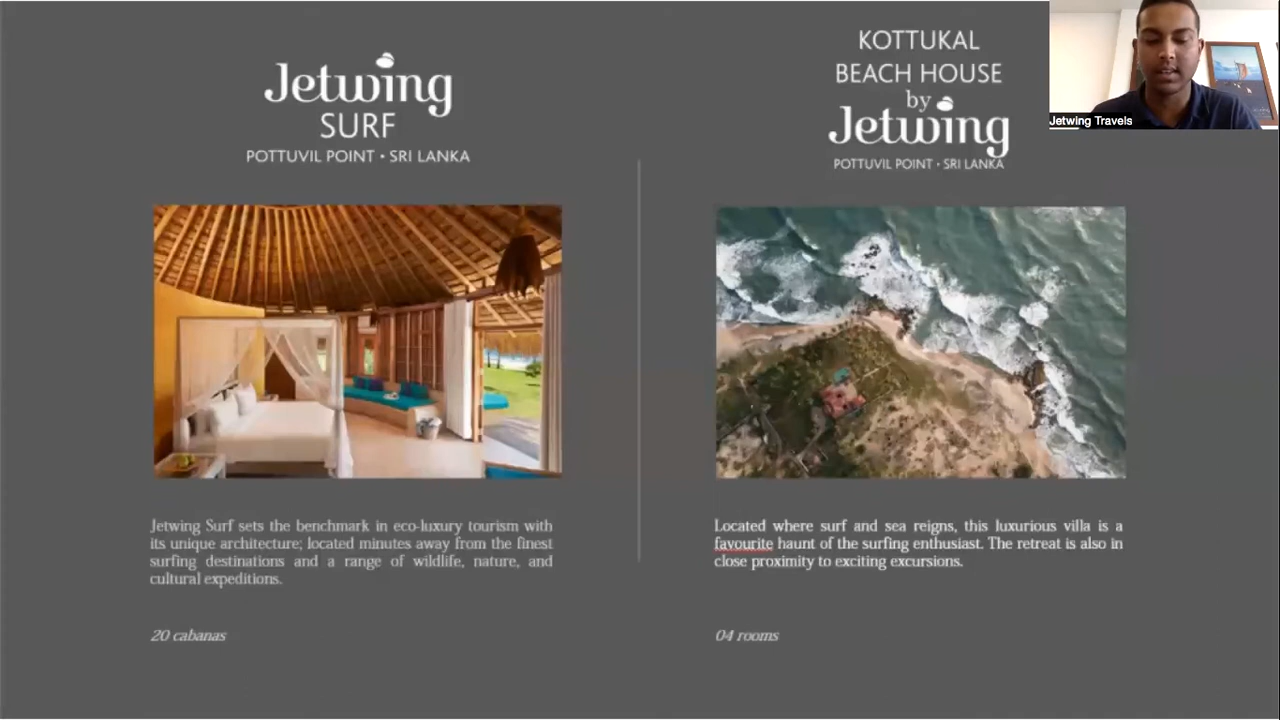 Jetwing
SURF
POTTUVIL POINT • SRI LANKA
Jetwing Surf sets the benchmark in eco-luxury tourism with
its unique architecture; located minutes away from the finest
surfing destinations and a range of wildlife, nature, and
cultural expeditions.
20 cabanas
KOTTUKAL
BEACH HOUSE
by
Jetwing
POTTUVIL POINT • SRI LANKA
Located where surf and sea reigns, this luxurious villa is a
favourite haunt of the surfing enthusiast. The retreat is also in
close proximity to exciting excursions.
04 rooms
Jetwing Travels